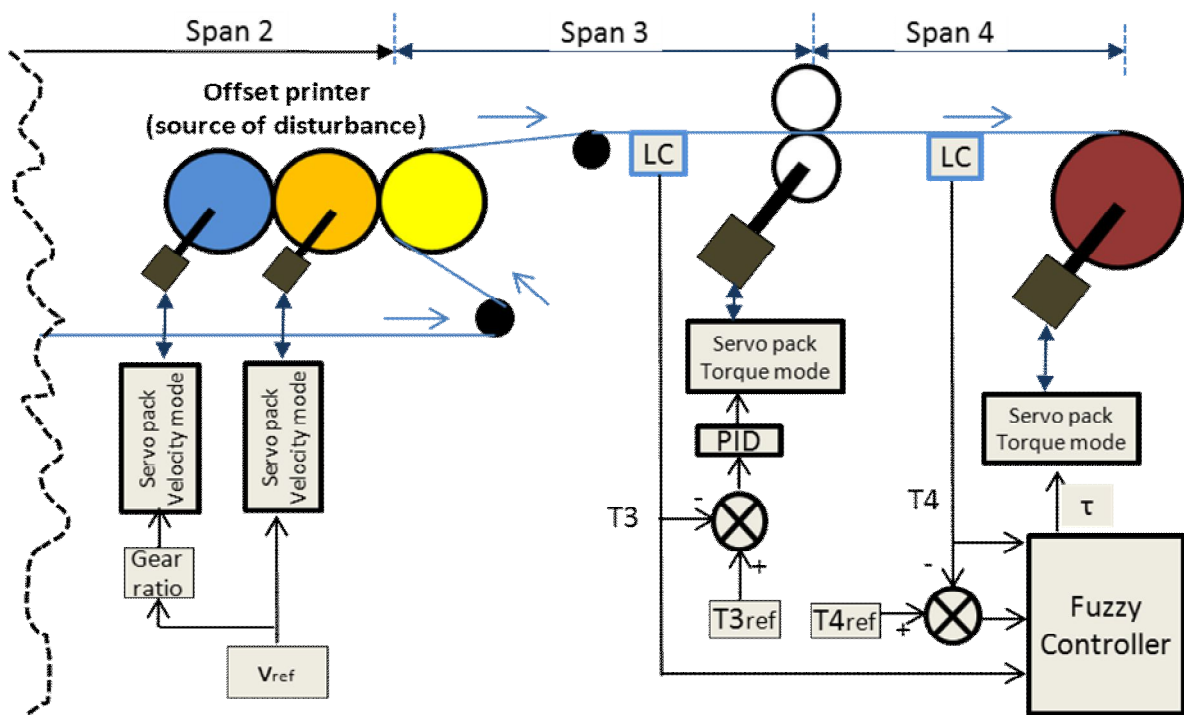 Span 2
Span 3
Span 4
Offset printer
(source of disturbance)
LC
LC
Servo pack
Velocity mode
Servo pack
Velocity mode
Servo pack
Torque mode
Servo pack
Torque mode
PID
T3
T4
τ
-
+
-
+
Gear
ratio
T3ref
T4ref
Fuzzy
Controller
Vref